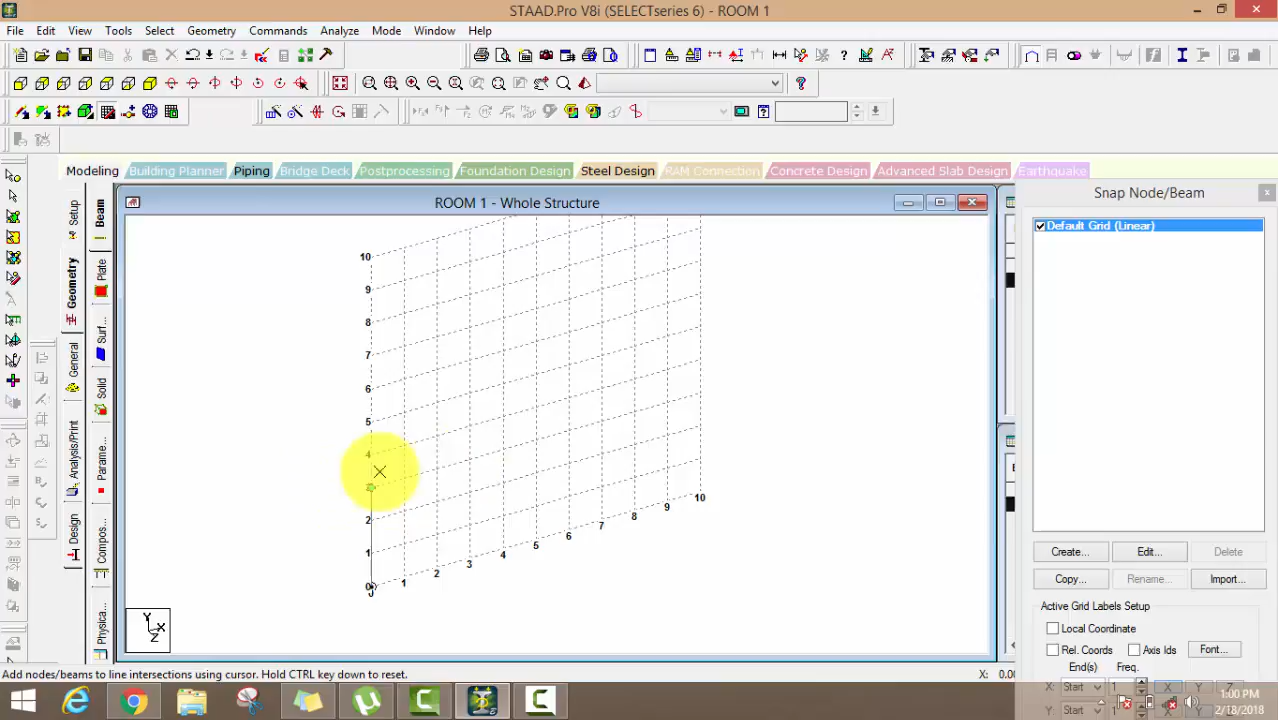 STAAD.Pro V8i (SELECTseries 6) - ROOM 1
File Edit View Tools Select Geometry Commands Analyze Mode Window Help
Modeling Building Planner Piping Bridge Deck Postprocessing Foundation Design Steel Design RAM Connection Concrete Design Advanced Slab Design Earthquake
ROOM 1 - Whole Structure
Snap Node/Beam
Setup
Geometry
General
Analysis/Print
Design
Beam
Plate
Surf...
Solid
Parame...
Compos...
Physica...
Default Grid (Linear)
10
9
8
7
6
5
4
3
2
1
0
1
2
3
4
5
6
7
8
9
10
Y
X
Z
Create... Edit... Delete
Copy... Rename... Import...
Active Grid Labels Setup
Local Coordinate
Rel. Coords Axis Ids Font...
End(s) Freq.
X: Start 1 X Y Z
Y: Start 1
Add nodes/beams to line intersections using cursor. Hold CTRL key down to reset. X: 0.00
1:00 PM
2/18/2018